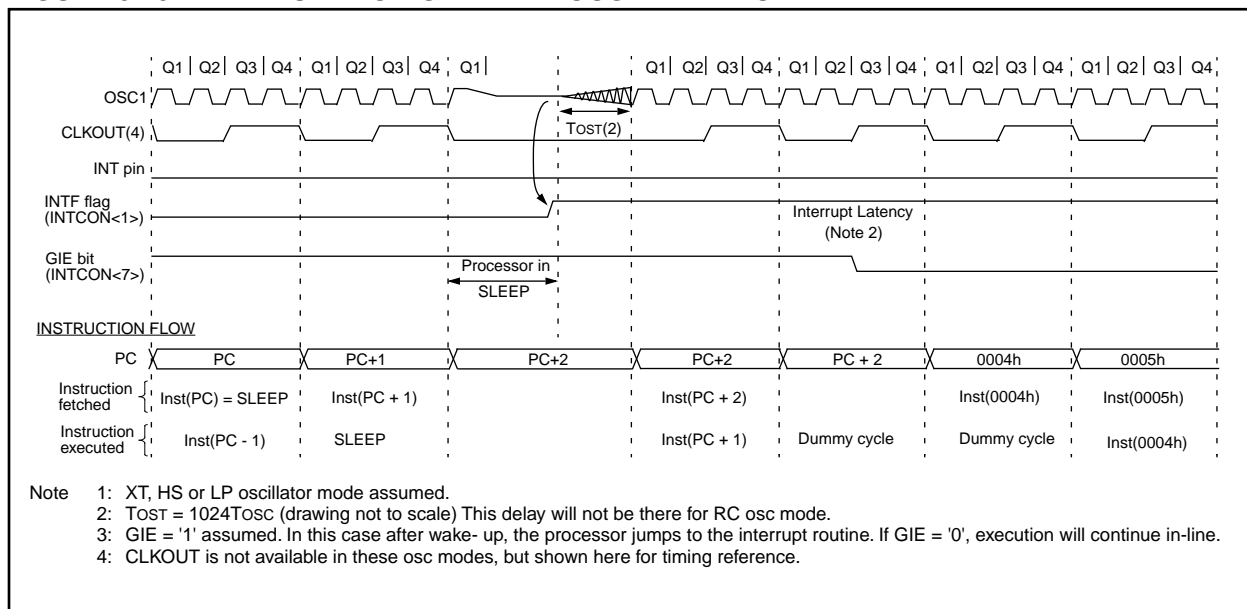 Q1 Q2 Q3 Q4 Q1 Q2 Q3 Q4 Q1 Q1 Q2 Q3 Q4 Q1 Q2 Q3 Q4 Q1 Q2 Q3 Q4 Q1 Q2 Q3 Q4
OSC1
TOST(2)
CLKOUT(4)
INT pin
INTF flag
(INTCON<1>)
Interrupt Latency
(Note 2)
GIE bit
(INTCON<7>)
Processor in
SLEEP
INSTRUCTION FLOW
PC PC PC+1 PC+2 PC+2 PC + 2 0004h 0005h
Instruction
fetched
Inst(PC) = SLEEP Inst(PC + 1) Inst(PC + 2) Inst(0004h) Inst(0005h)
Instruction
executed
Inst(PC - 1) SLEEP Inst(PC + 1) Dummy cycle Dummy cycle Inst(0004h)
Note 1: XT, HS or LP oscillator mode assumed.
2: TOST = 1024TOSC (drawing not to scale) This delay will not be there for RC osc mode.
3: GIE = '1' assumed. In this case after wake- up, the processor jumps to the interrupt routine. If GIE = '0', execution will continue in-line.
4: CLKOUT is not available in these osc modes, but shown here for timing reference.